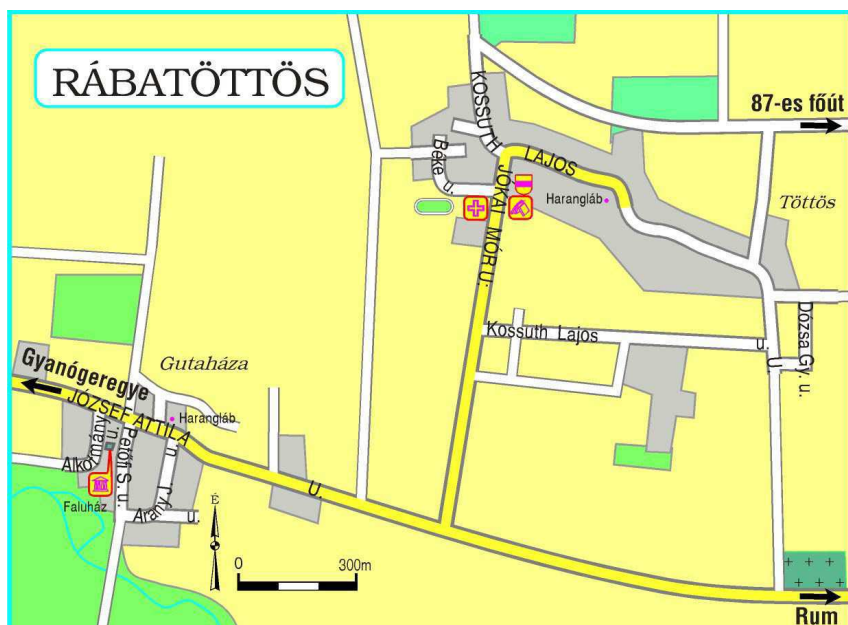 RÁBATÖTTÖS
87-es főút
KOSSUTH
LAJOS
Béke u.
JÓKAI MÓR U.
Harangláb
Töttös
Kossuth Lajos u.
U.
Dózsa Gy. u.
Gutaháza
Gyanógeregye
JÓZSEF ATTILA
U.
Harangláb
Alkotmány u.
Petőfi S. u.
Arany J. u.
u.
Faluház
É
0 300m
Rum